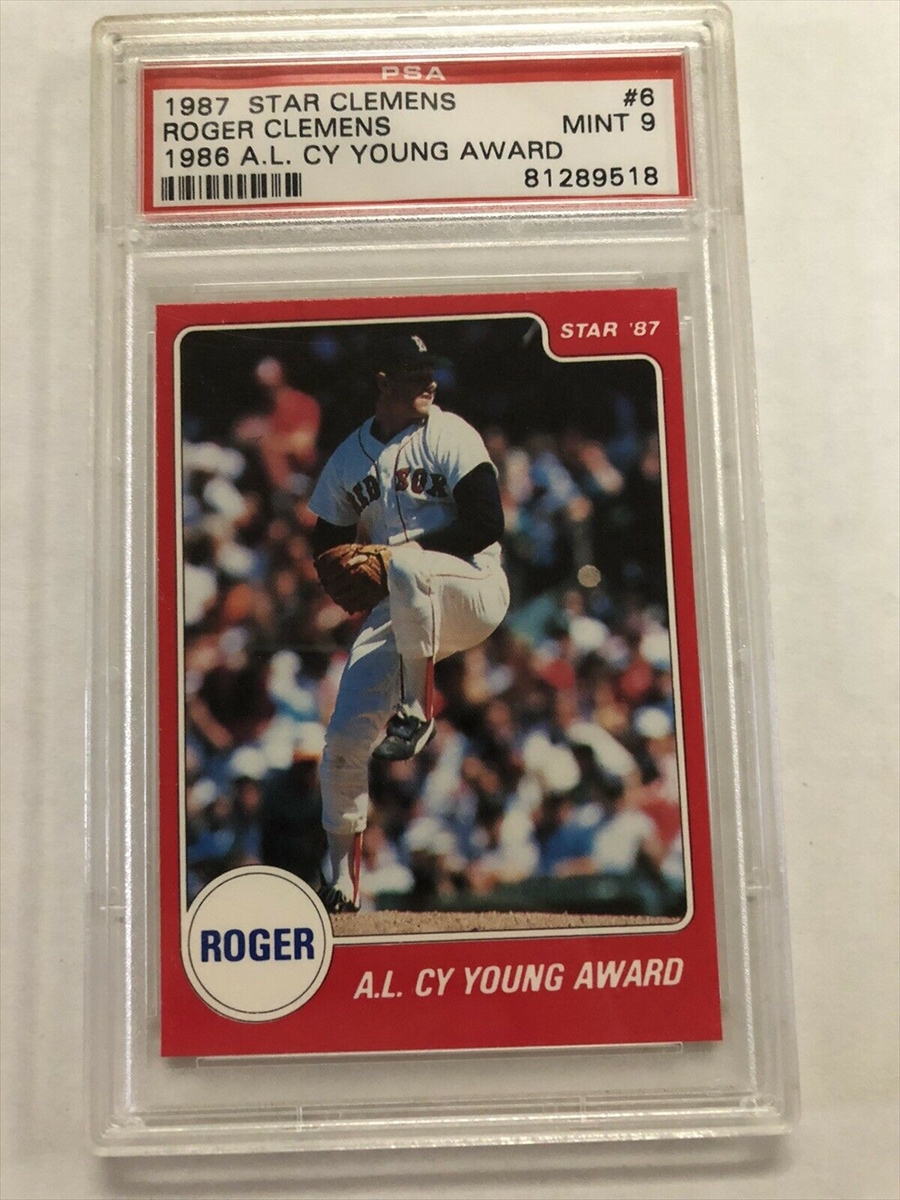 PSA
1987 STAR CLEMENS #6
ROGER CLEMENS MINT 9
1986 A.L. CY YOUNG AWARD
81289518
STAR '87
B
RED SOX
ROGER
A.L. CY YOUNG AWARD